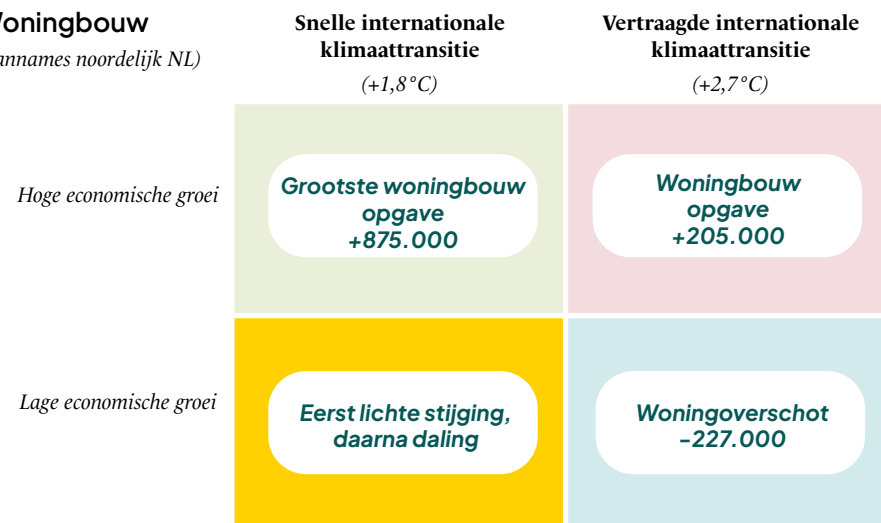 Woningbouw
Snelle internationale
klimaattransitie
(+1,8°C)
Vertraagde internationale
klimaattransitie
(+2,7°C)
annames noordelijk NL)
Hoge economische groei
Grootste woningbouw
opgave
+875.000
Woningbouw
opgave
+205.000
Lage economische groei
Eerst lichte stijging,
daarna daling
Woningoverschot
-227.000